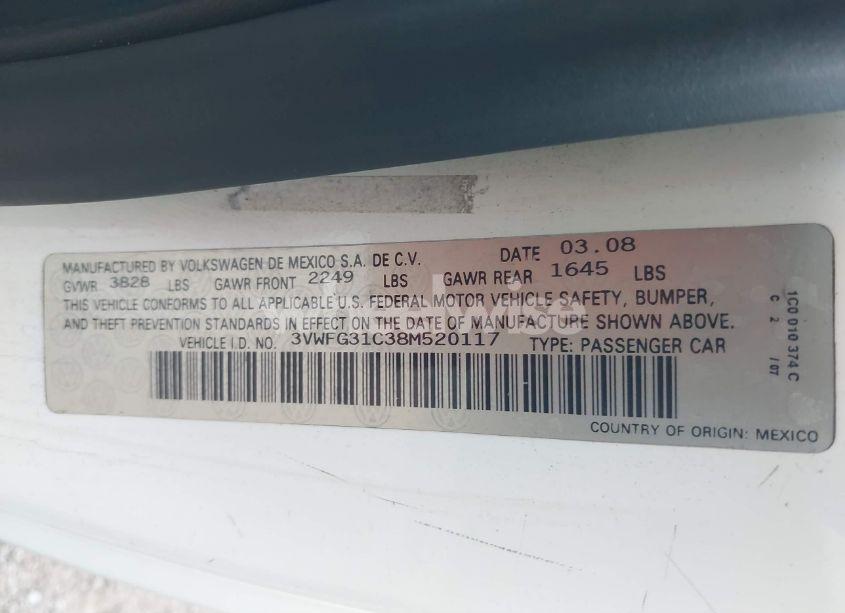 MANUFACTURED BY VOLKSWAGEN DE MEXICO S.A. DE C.V. DATE 03.08
GVWR 3828 LBS GAWR FRONT 2249 LBS GAWR REAR 1645 LBS
THIS VEHICLE CONFORMS TO ALL APPLICABLE U.S. FEDERAL MOTOR VEHICLE SAFETY, BUMPER,
AND THEFT PREVENTION STANDARDS IN EFFECT ON THE DATE OF MANUFACTURE SHOWN ABOVE.
VEHICLE I.D. NO. 3VWFG31C38M520117 TYPE: PASSENGER CAR
COUNTRY OF ORIGIN: MEXICO
1C0 010 374 C
C 2 /07
wheelwise